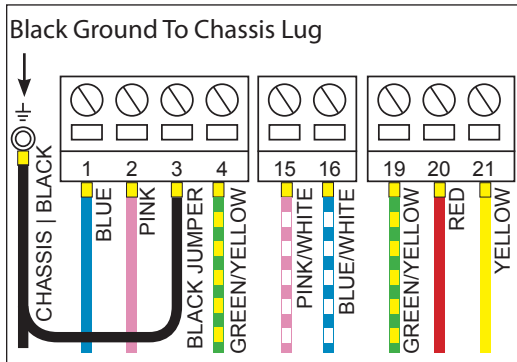 Black Ground To Chassis Lug
1 2 3 4 15 16 19 20 21
CHASSIS | BLACK
BLUE
PINK
BLACK JUMPER
GREEN/YELLOW
PINK/WHITE
BLUE/WHITE
GREEN/YELLOW
RED
YELLOW